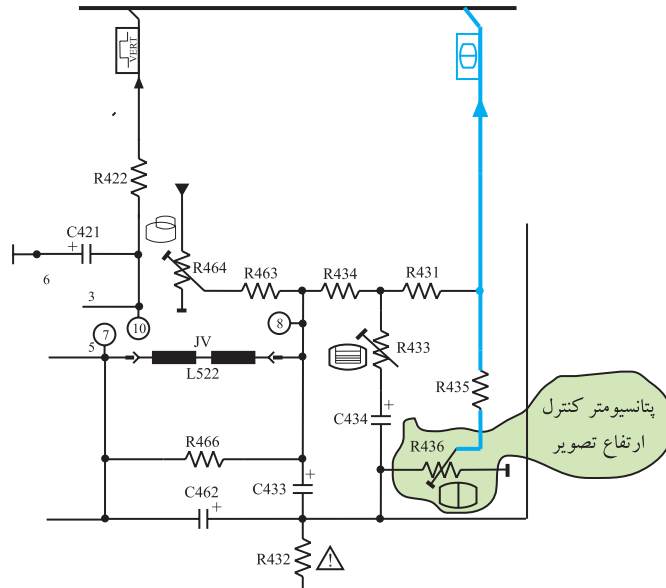 VERT
R422
C421
+
6
R464
R463
R434
R431
3
10
8
7
5
JV
L522
R433
R435
+
C434
پتانسیومتر کنترل
ارتفاع تصویر
R436
R466
C462
+
C433
+
R432
!